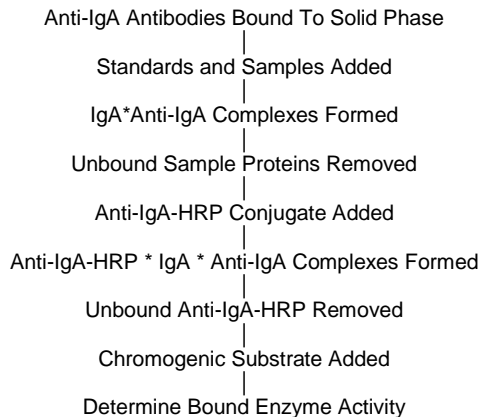 Anti-IgA Antibodies Bound To Solid Phase
Standards and Samples Added
IgA*Anti-IgA Complexes Formed
Unbound Sample Proteins Removed
Anti-IgA-HRP Conjugate Added
Anti-IgA-HRP * IgA * Anti-IgA Complexes Formed
Unbound Anti-IgA-HRP Removed
Chromogenic Substrate Added
Determine Bound Enzyme Activity